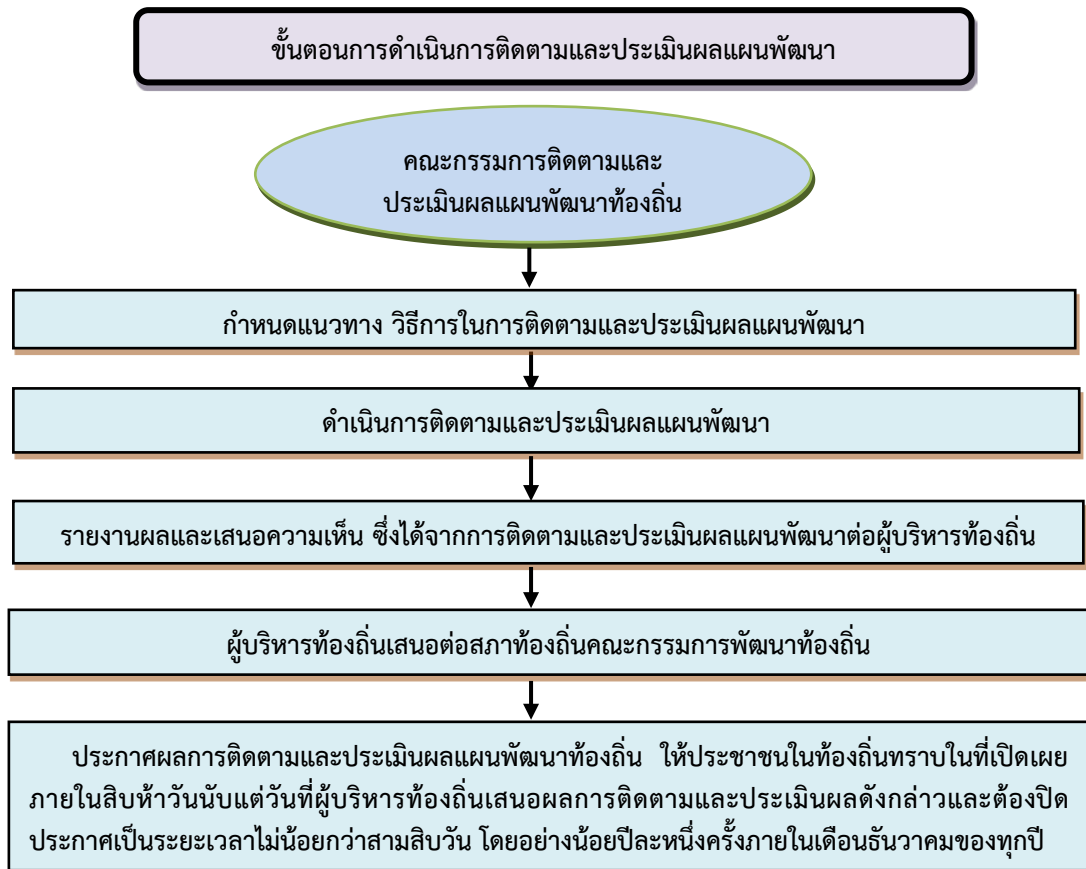 ขั้นตอนการดำเนินการติดตามและประเมินผลแผนพัฒนา
คณะกรรมการติดตามและ
ประเมินผลแผนพัฒนาท้องถิ่น
กำหนดแนวทาง วิธีการในการติดตามและประเมินผลแผนพัฒนา
ดำเนินการติดตามและประเมินผลแผนพัฒนา
รายงานผลและเสนอความเห็น ซึ่งได้จากการติดตามและประเมินผลแผนพัฒนาต่อผู้บริหารท้องถิ่น
ผู้บริหารท้องถิ่นเสนอต่อสภาท้องถิ่นคณะกรรมการพัฒนาท้องถิ่น
ประกาศผลการติดตามและประเมินผลแผนพัฒนาท้องถิ่น ให้ประชาชนในท้องถิ่นทราบในที่เปิดเผย
ภายในสิบห้าวันนับแต่วันที่ผู้บริหารท้องถิ่นเสนอผลการติดตามและประเมินผลดังกล่าวและต้องปิด
ประกาศเป็นระยะเวลาไม่น้อยกว่าสามสิบวัน โดยอย่างน้อยปีละหนึ่งครั้งภายในเดือนธันวาคมของทุกปี